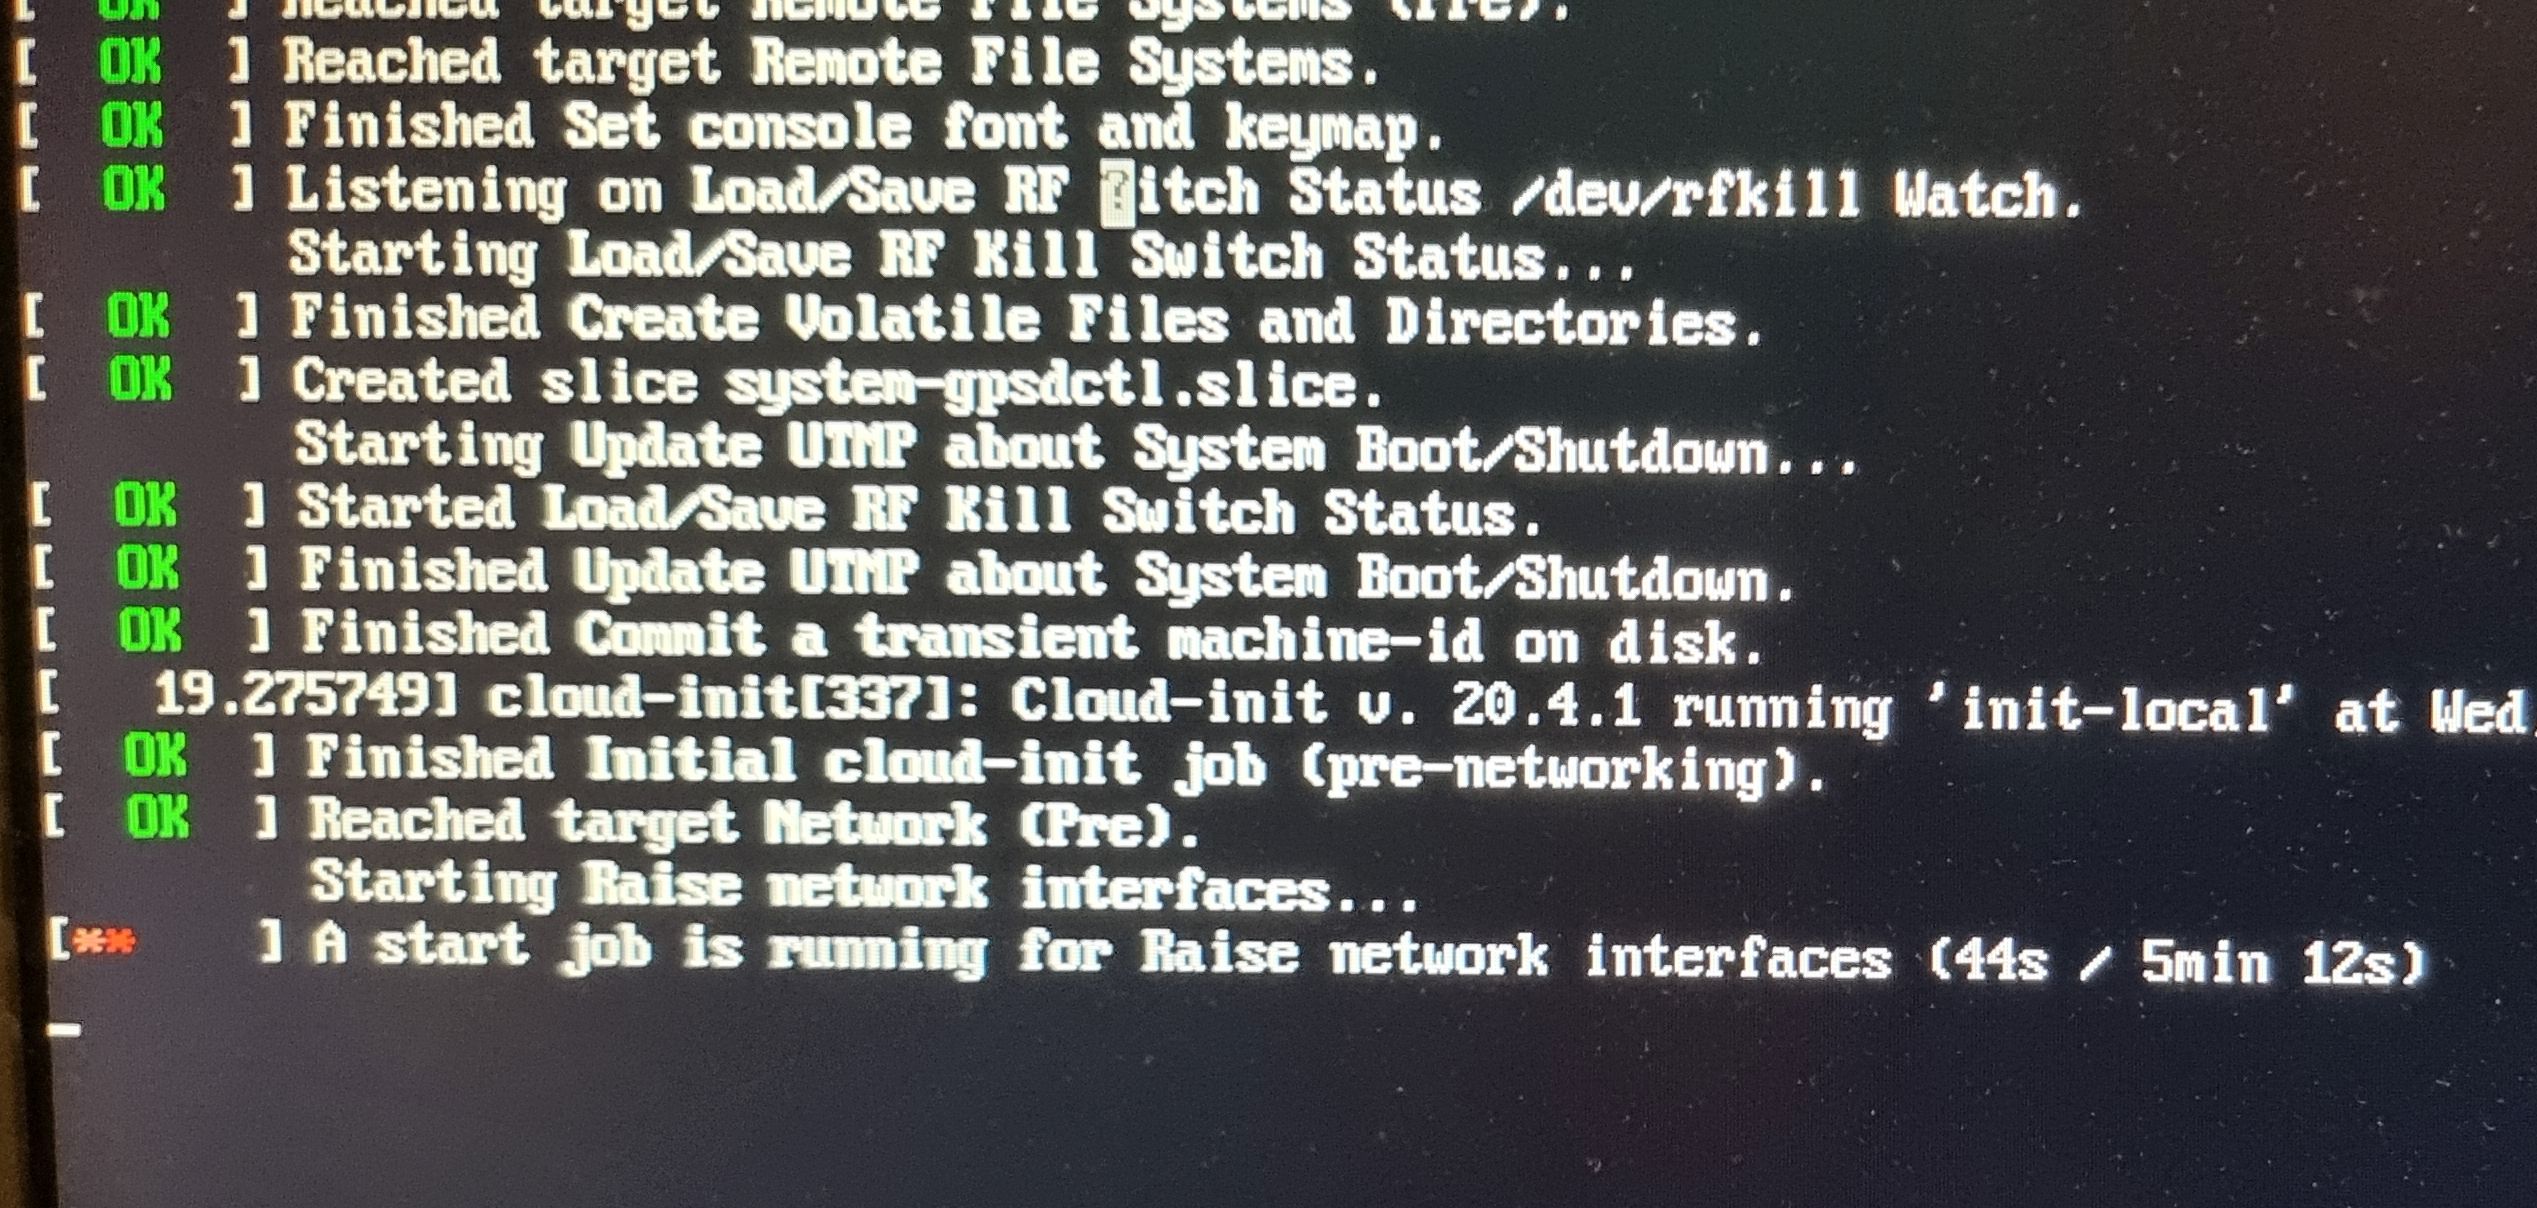 [  OK  ] Reached target Remote File Systems (Pre).
[  OK  ] Reached target Remote File Systems.
[  OK  ] Finished Set console font and keymap.
[  OK  ] Listening on Load/Save RF ?itch Status /dev/rfkill Watch.
Starting Load/Save RF Kill Switch Status...
[  OK  ] Finished Create Volatile Files and Directories.
[  OK  ] Created slice system-gpsdctl.slice.
Starting Update UTMP about System Boot/Shutdown...
[  OK  ] Started Load/Save RF Kill Switch Status.
[  OK  ] Finished Update UTMP about System Boot/Shutdown.
[  OK  ] Finished Commit a transient machine-id on disk.
[   19.275749] cloud-init[337]: Cloud-init v. 20.4.1 running 'init-local' at Wed,
[  OK  ] Finished Initial cloud-init job (pre-networking).
[  OK  ] Reached target Network (Pre).
Starting Raise network interfaces...
[**    ] A start job is running for Raise network interfaces (44s / 5min 12s)